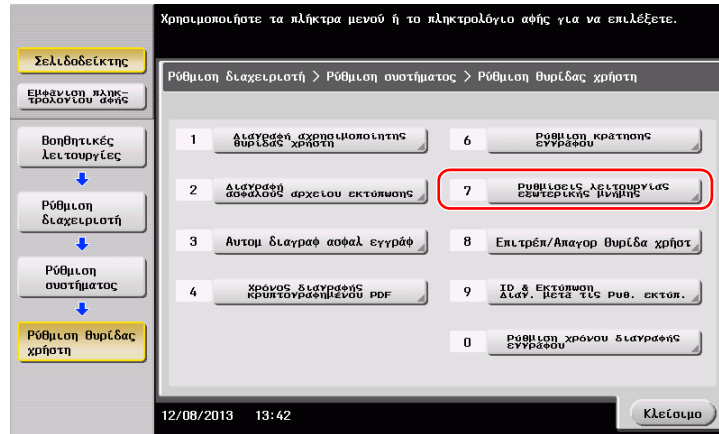 Χρησιμοποιήστε τα πλήκτρα μενού ή το πληκτρολόγιο αφής για να επιλέξετε.
Σελιδοδείκτης
Εμφάνιση πληκ-
τρολογίου αφής
Βοηθητικές
λειτουργίες
Ρύθμιση
διαχειριστή
Ρύθμιση
συστήματος
Ρύθμιση θυρίδας
χρήστη
Ρύθμιση διαχειριστή > Ρύθμιση συστήματος > Ρύθμιση θυρίδας χρήστη
1 Διαγραφή αχρησιμοποίητης
θυρίδας χρήστη
2 Διαγραφή
ασφαλούς αρχείου εκτύπωσης
3 Αυτομ διαγραφ ασφαλ εγγράφ
4 Χρόνος διαγραφής
κρυπτογραφημένου PDF
6 Ρύθμιση κράτησης
εγγράφου
7 Ρυθμίσεις λειτουργίας
εξωτερικής μνήμης
8 Επιτρέπ/Απαγορ θυρίδα χρήστ
9 ID & Εκτύπωση
Διαγ. μετά τις Ρυθ. εκτύπ.
0 Ρύθμιση χρόνου διαγραφής
εγγράφου
12/08/2013 13:42
Κλείσιμο